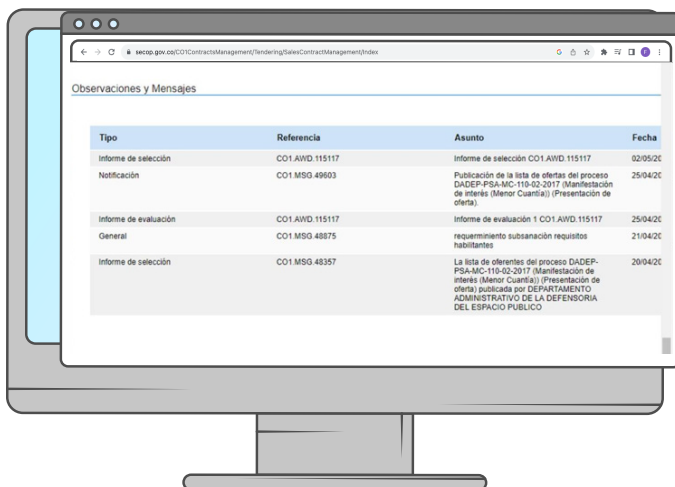 secop.gov.co/CO1ContractsManagement/Tendering/SalesContractManagement/Index
Observaciones y Mensajes
Tipo Referencia Asunto Fecha
Informe de selección CO1.AWD.115117 Informe de selección CO1.AWD.115117 02/05/20
Notificación CO1.MSG.49603 Publicación de la lista de ofertas del proceso 25/04/20
DADEP-PSA-MC-110-02-2017 (Manifestación
de interés (Menor Cuantía)) (Presentación de
oferta).
Informe de evaluación CO1.AWD.115117 Informe de evaluación 1 CO1.AWD.115117 25/04/20
General CO1.MSG.48875 requerminiento subsanación requisitos 21/04/20
habilitantes
Informe de selección CO1.MSG.48357 La lista de oferentes del proceso DADEP- 20/04/20
PSA-MC-110-02-2017 (Manifestación de
interés (Menor Cuantía)) (Presentación de
oferta) publicada por DEPARTAMENTO
ADMINISTRATIVO DE LA DEFENSORIA
DEL ESPACIO PUBLICO